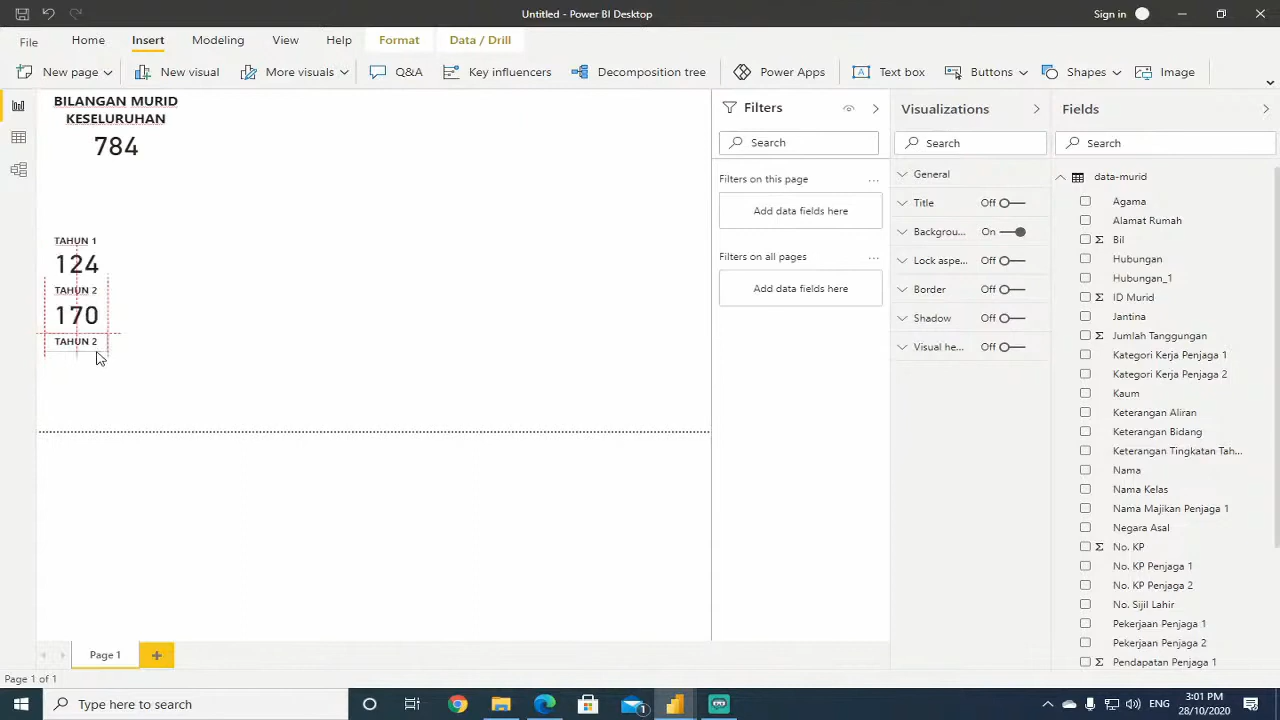 Untitled - Power BI Desktop
Sign in
File
Home
Insert
Modeling
View
Help
Format
Data / Drill
New page
New visual
More visuals
Q&A
Key influencers
Decomposition tree
Power Apps
Text box
Buttons
Shapes
Image
BILANGAN MURID
KESELURUHAN
784
TAHUN 1
124
TAHUN 2
170
TAHUN 2
Filters
Search
Filters on this page
...
Add data fields here
Filters on all pages
...
Add data fields here
Visualizations
Search
General
Title Off
Backgrou... On
Lock aspe... Off
Border Off
Shadow Off
Visual he... Off
Fields
Search
data-murid
Agama
Alamat Rumah
Σ Bil
Hubungan
Hubungan_1
Σ ID Murid
Jantina
Σ Jumlah Tanggungan
Kategori Kerja Penjaga 1
Kategori Kerja Penjaga 2
Kaum
Keterangan Aliran
Keterangan Bidang
Keterangan Tingkatan Tah...
Nama
Nama Kelas
Nama Majikan Penjaga 1
Negara Asal
Σ No. KP
No. KP Penjaga 1
No. KP Penjaga 2
No. Sijil Lahir
Pekerjaan Penjaga 1
Pekerjaan Penjaga 2
Σ Pendapatan Penjaga 1
Page 1
Page 1 of 1
Type here to search
1
ENG
3:01 PM
28/10/2020